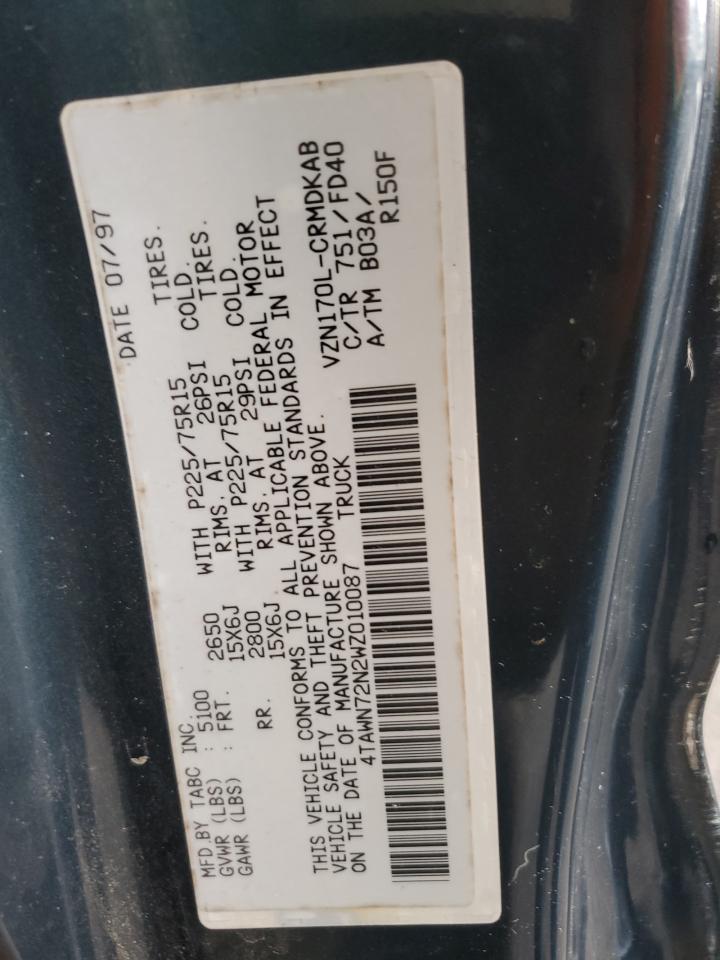 DATE 07/97
MFD.BY TABC INC.
GVWR (LBS) : 5100
GAWR (LBS) : FRT. 2650 WITH P225/75R15 TIRES.
15X6J RIMS. AT 26PSI COLD.
RR. 2800 WITH P225/75R15 TIRES.
15X6J RIMS. AT 29PSI COLD.
THIS VEHICLE CONFORMS TO ALL APPLICABLE FEDERAL MOTOR
VEHICLE SAFETY AND THEFT PREVENTION STANDARDS IN EFFECT
ON THE DATE OF MANUFACTURE SHOWN ABOVE.
4TAWN72N2WZ010087 TRUCK
VZN170L-CRMDKAB
C/TR 751/FD40
A/TM B03A/
R150F